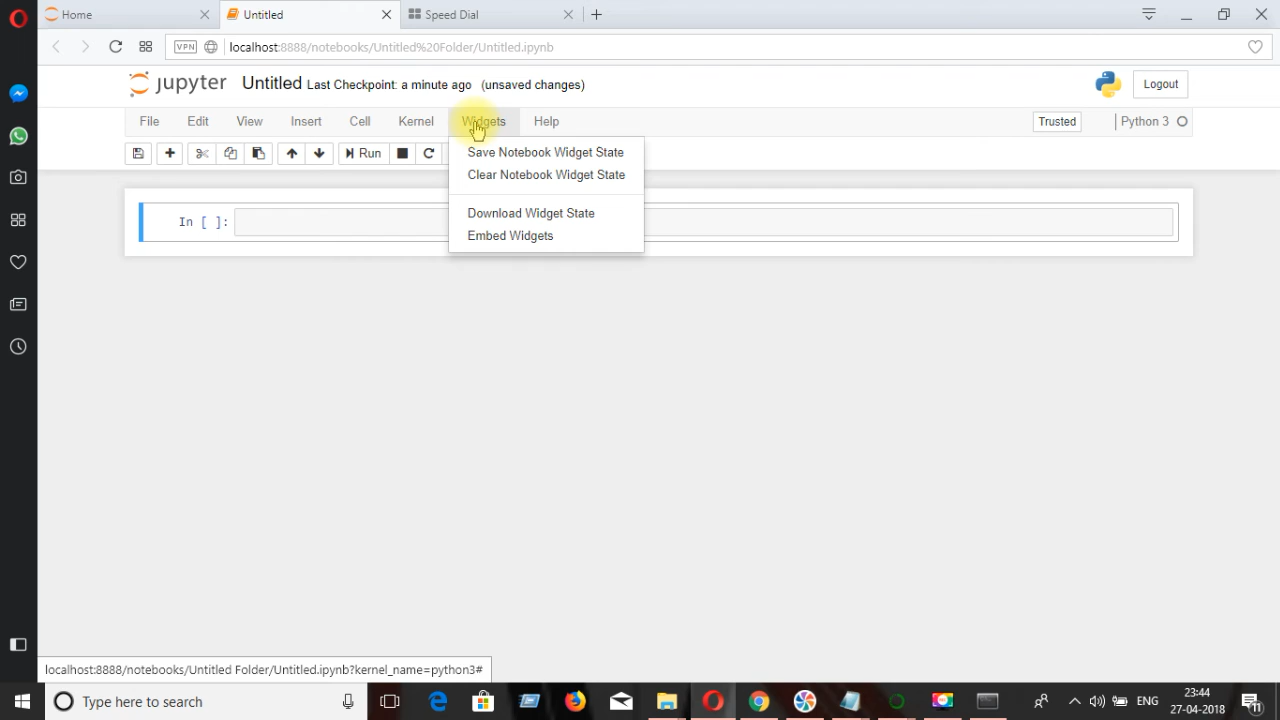 Home
Untitled
Speed Dial
VPN
localhost:8888/notebooks/Untitled%20Folder/Untitled.ipynb
jupyter Untitled Last Checkpoint: a minute ago (unsaved changes)
Logout
File Edit View Insert Cell Kernel Widgets Help
Trusted
Python 3
Run
Save Notebook Widget State
Clear Notebook Widget State
Download Widget State
Embed Widgets
In [ ]:
localhost:8888/notebooks/Untitled Folder/Untitled.ipynb?kernel_name=python3#
Type here to search
ENG
23:44
27-04-2018
11